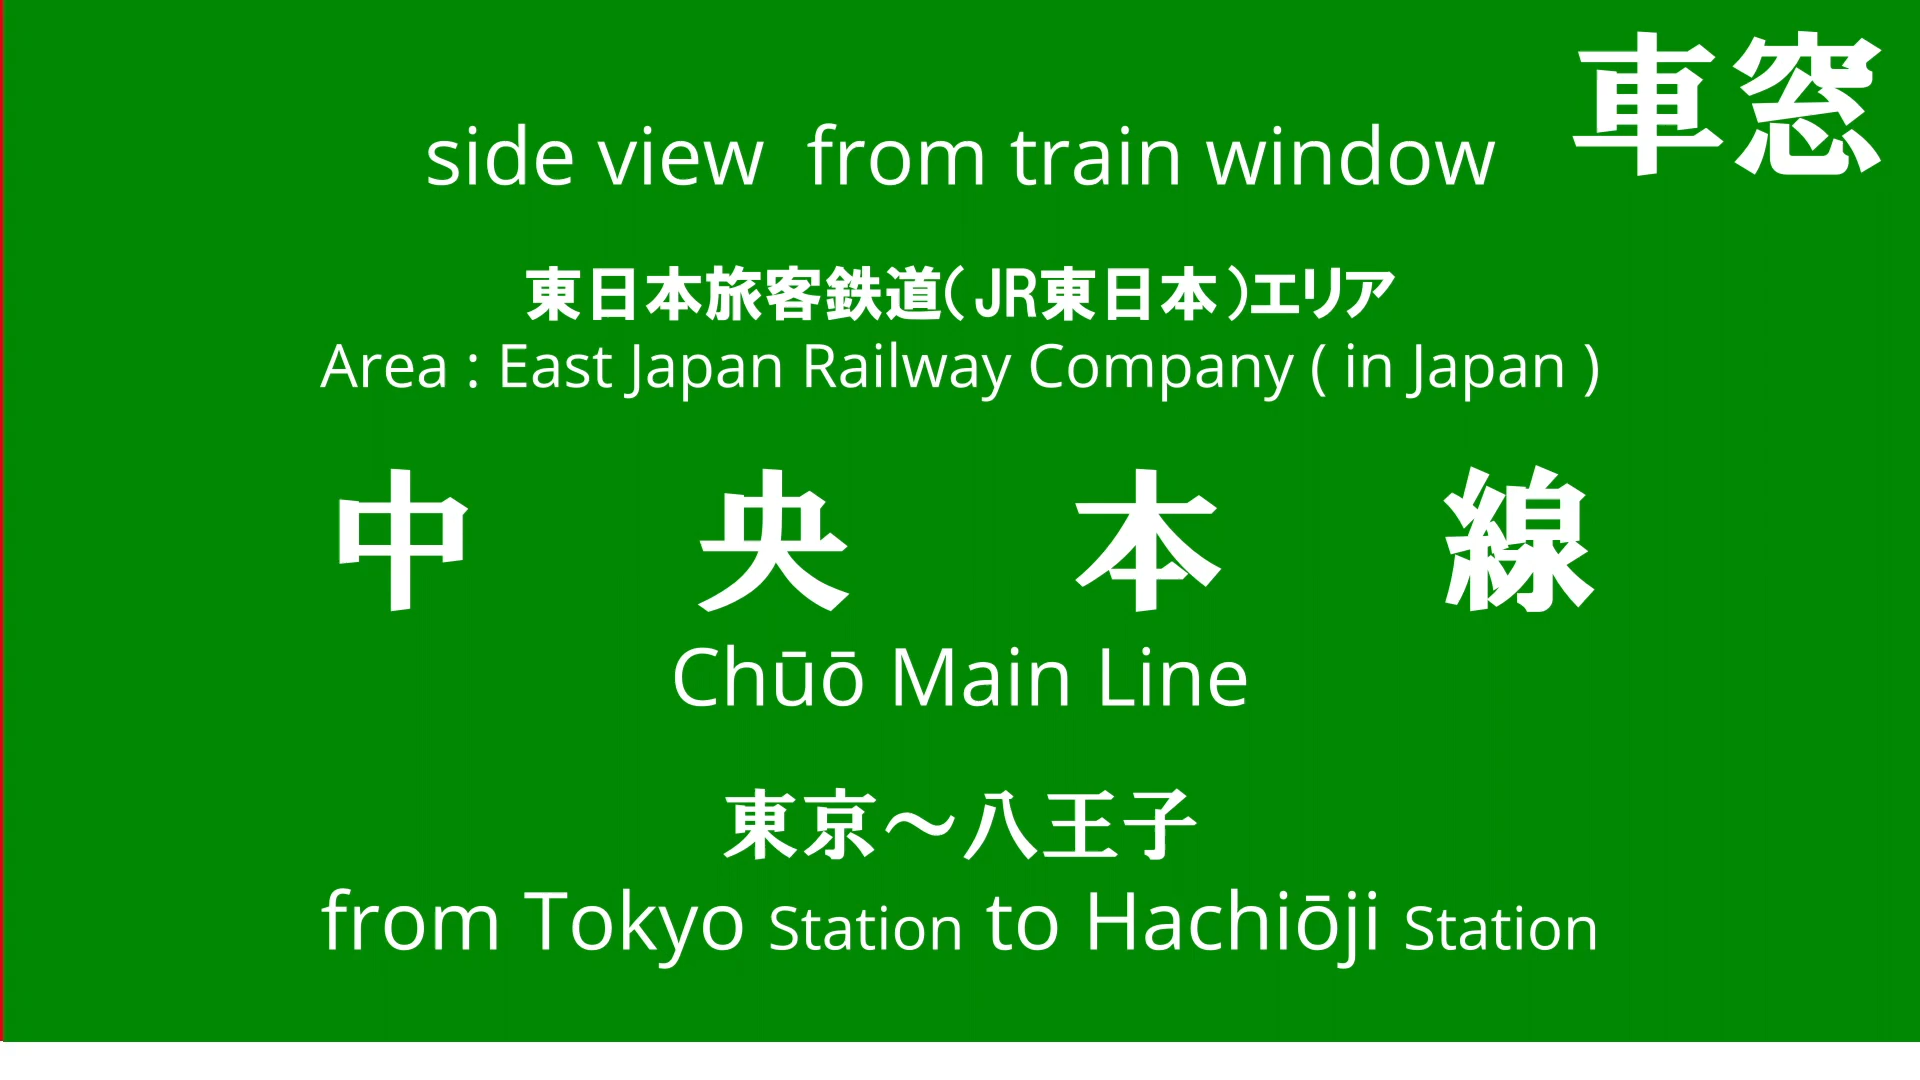 車窓
side view from train window
東日本旅客鉄道(JR東日本)エリア
Area : East Japan Railway Company ( in Japan )
中央本線
Chūō Main Line
東京～八王子
from Tokyo Station to Hachiōji Station